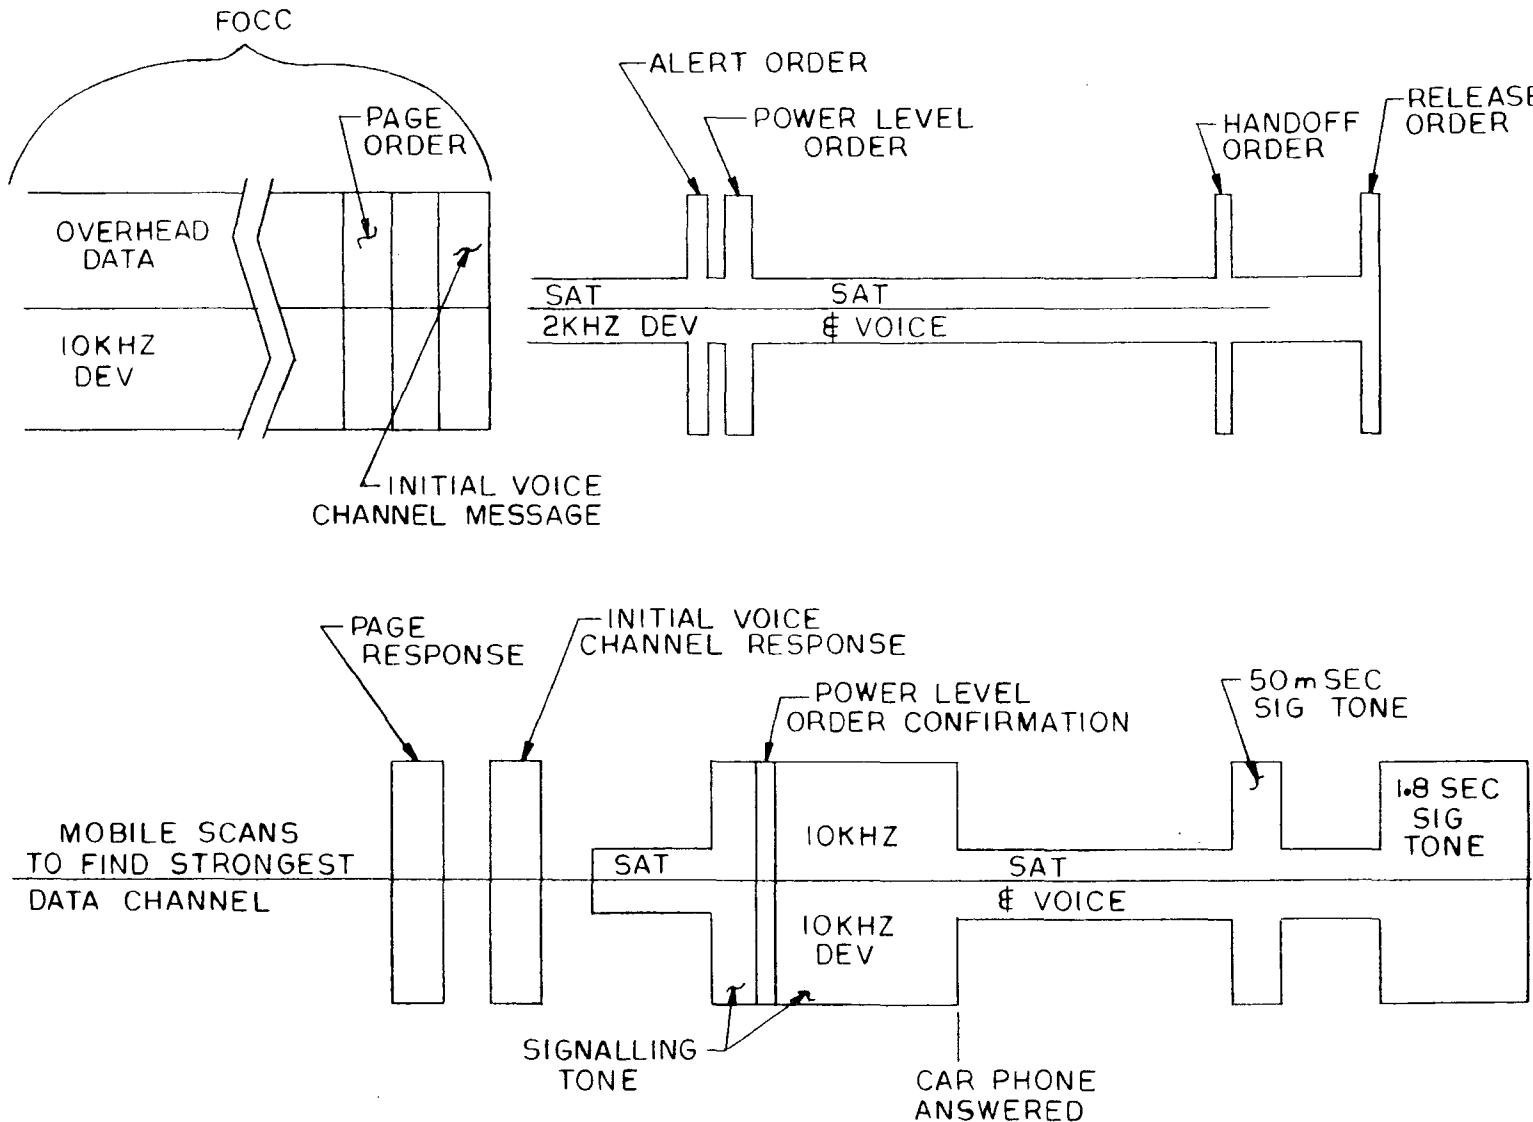 FOCC
ALERT ORDER
PAGE
ORDER
POWER LEVEL
ORDER
HANDOFF
ORDER
RELEASE
ORDER
OVERHEAD
DATA
10KHZ
DEV
SAT
2KHZ DEV
SAT
& VOICE
INITIAL VOICE
CHANNEL MESSAGE
PAGE
RESPONSE
INITIAL VOICE
CHANNEL RESPONSE
POWER LEVEL
ORDER CONFIRMATION
50mSEC
SIG TONE
MOBILE SCANS
TO FIND STRONGEST
DATA CHANNEL
SAT
10KHZ
10KHZ
DEV
SAT
& VOICE
1.8 SEC
SIG
TONE
SIGNALLING
TONE
CAR PHONE
ANSWERED